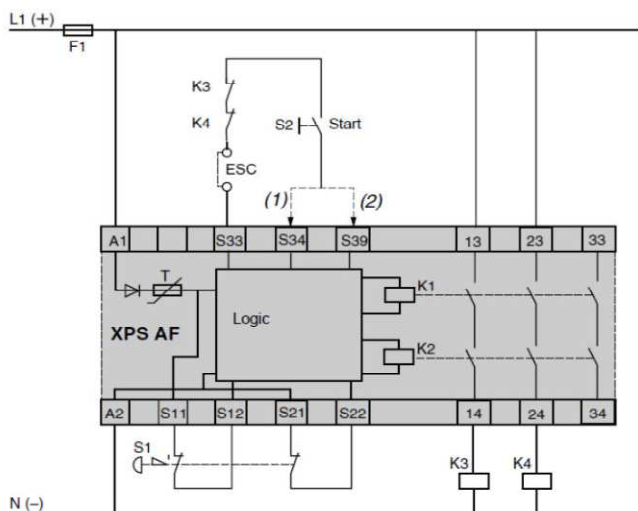 L1 (+)
F1
K3
K4
S2
Start
ESC
(1)
(2)
A1
S33
S34
S39
13
23
33
T
XPS AF
Logic
K1
K2
A2
S11
S12
S21
S22
14
24
34
S1
K3
K4
N (–)